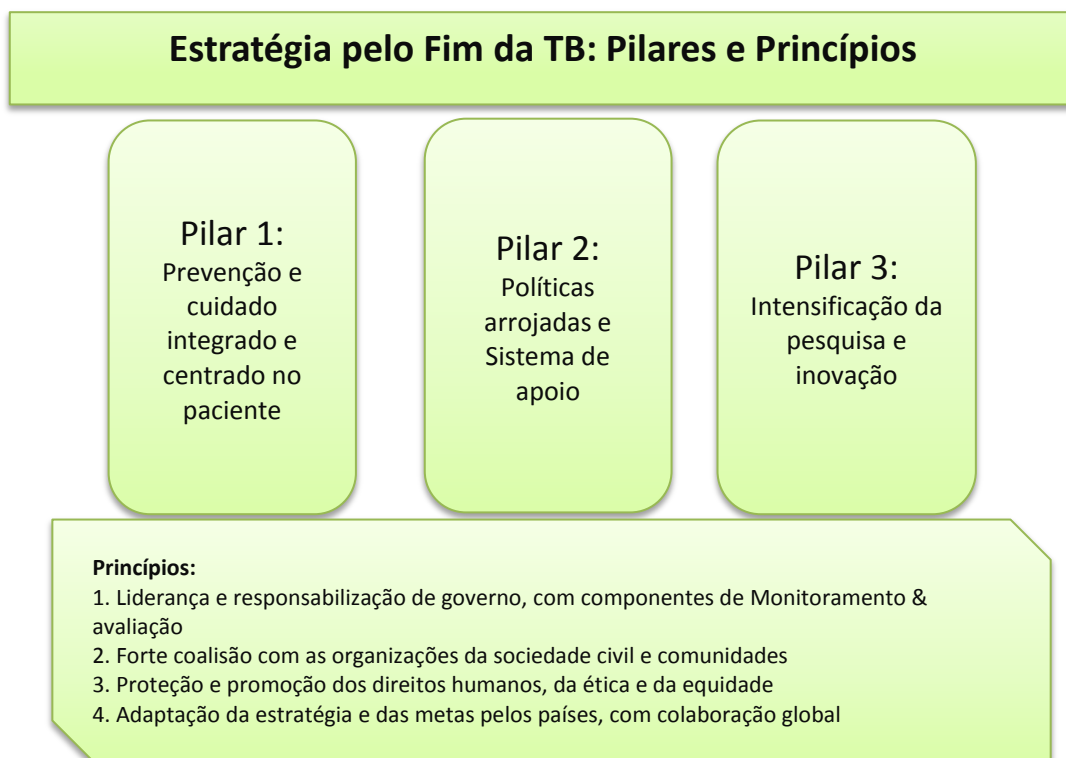 Estratégia pelo Fim da TB: Pilares e Princípios
Pilar 1:
Prevenção e
cuidado
integrado e
centrado no
paciente
Pilar 2:
Políticas
arrojadas e
Sistema de
apoio
Pilar 3:
Intensificação da
pesquisa e
inovação
Princípios:
1. Liderança e responsabilização de governo, com componentes de Monitoramento &
avaliação
2. Forte coalisão com as organizações da sociedade civil e comunidades
3. Proteção e promoção dos direitos humanos, da ética e da equidade
4. Adaptação da estratégia e das metas pelos países, com colaboração global